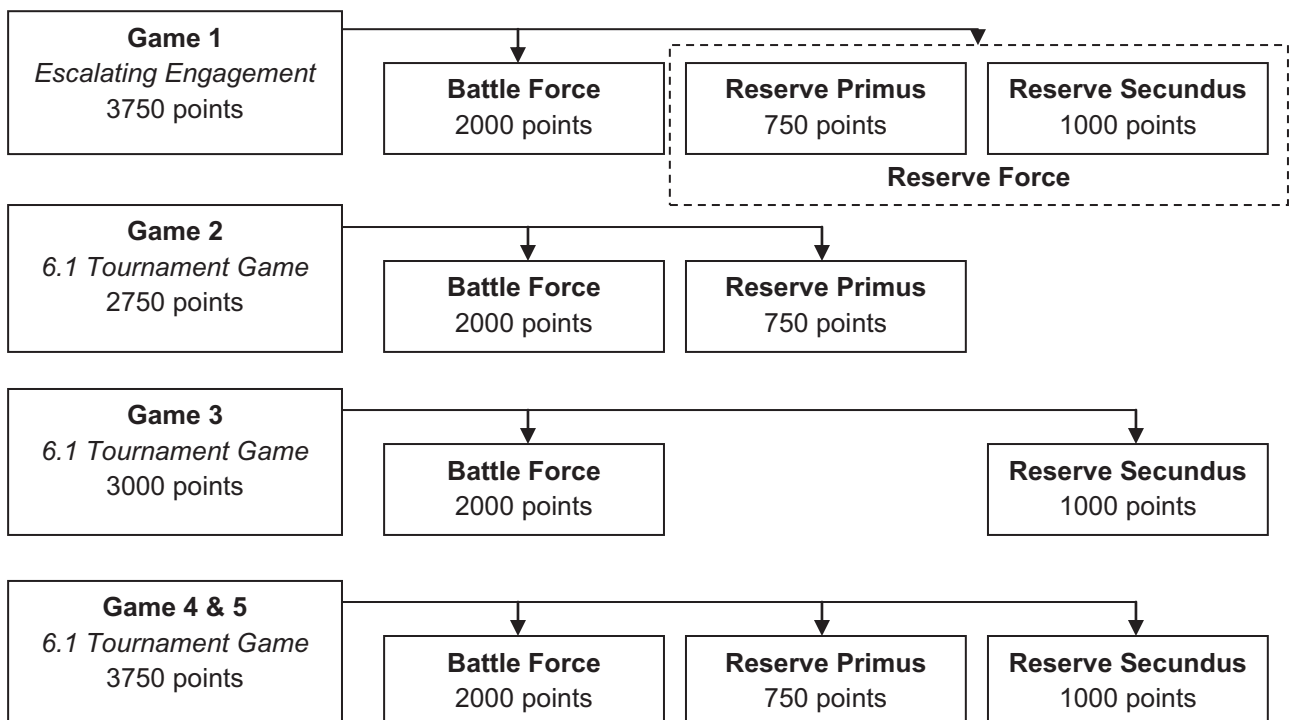 Game 1
Escalating Engagement
3750 points
Battle Force
2000 points
Reserve Primus
750 points
Reserve Secundus
1000 points
Reserve Force
Game 2
6.1 Tournament Game
2750 points
Battle Force
2000 points
Reserve Primus
750 points
Game 3
6.1 Tournament Game
3000 points
Battle Force
2000 points
Reserve Secundus
1000 points
Game 4 & 5
6.1 Tournament Game
3750 points
Battle Force
2000 points
Reserve Primus
750 points
Reserve Secundus
1000 points